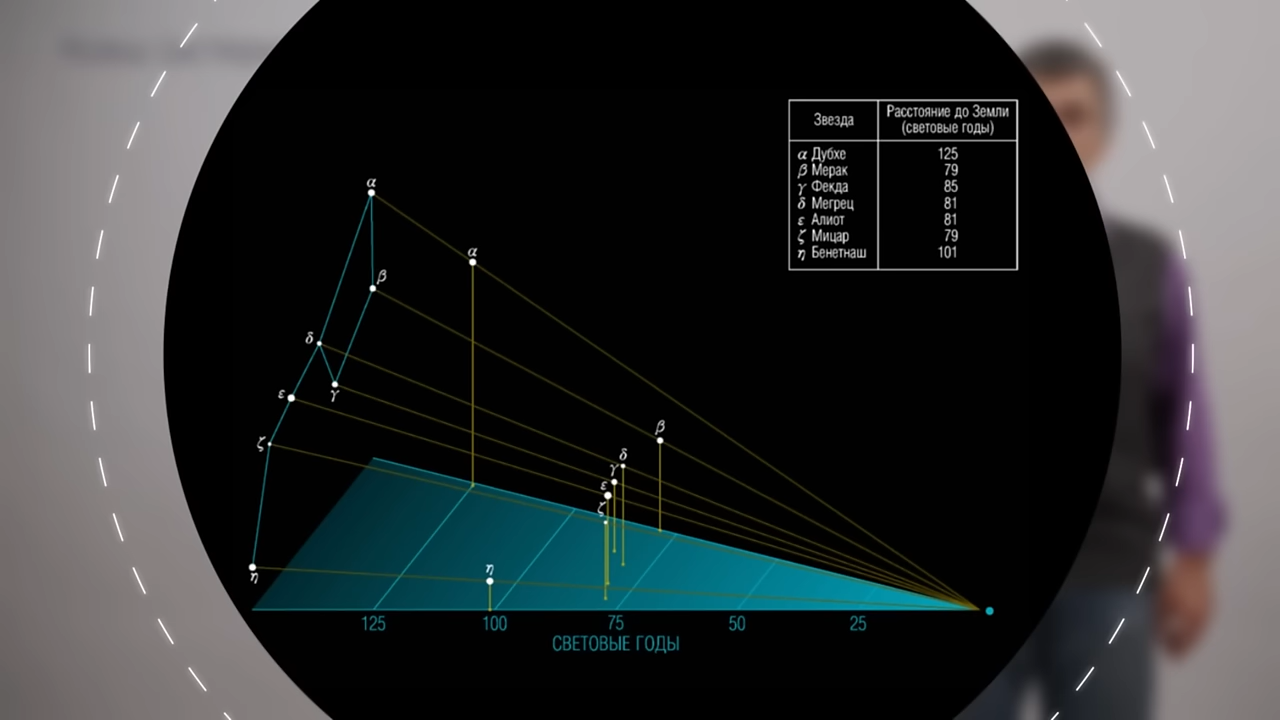 Звезда
Расстояние до Земли
(световые годы)
α Дубхе 125
β Мерак 79
γ Фекда 85
δ Мегрец 81
ε Алиот 81
ζ Мицар 79
η Бенетнаш 101
α
α
β
δ
γ
ε
ζ
β
δ
γ
ε
ζ
η
η
125 100 75 50 25
СВЕТОВЫЕ ГОДЫ